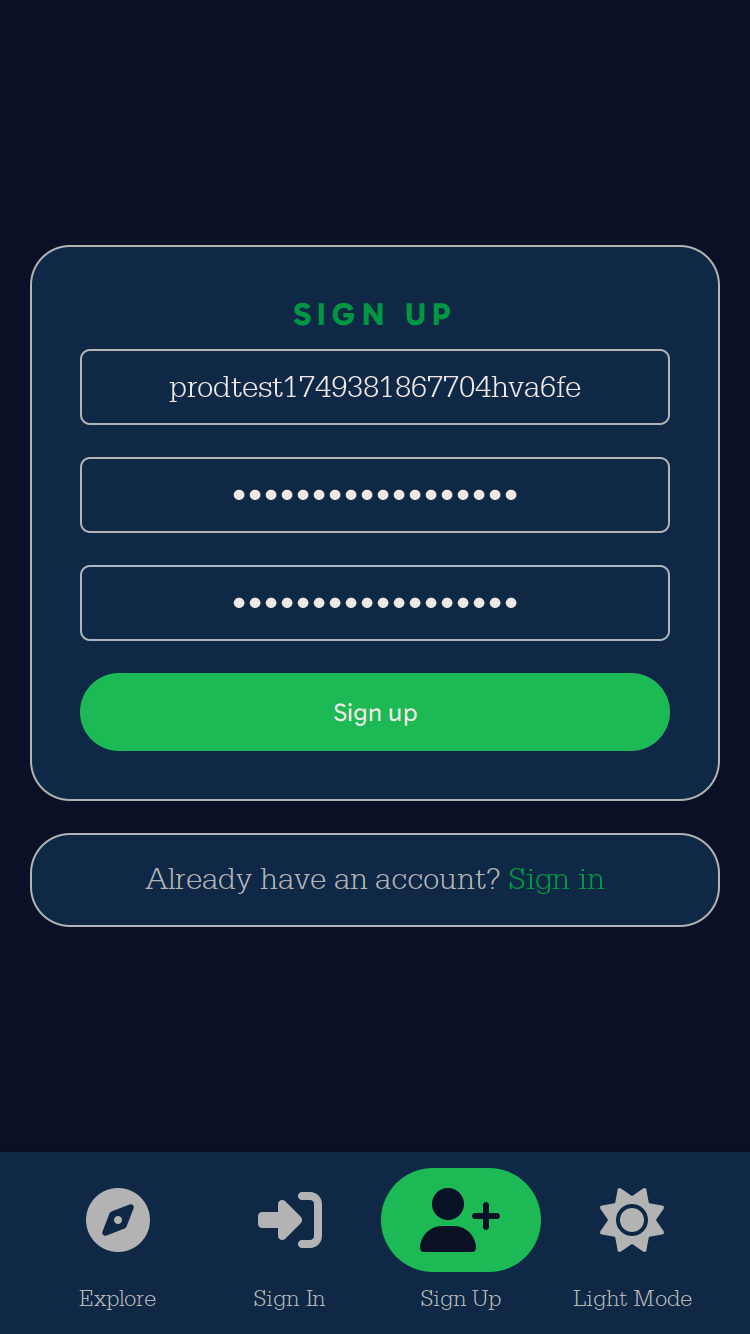 SIGN UP
prodtest1749381867704hva6fe
••••••••••••••••••
••••••••••••••••••
Sign up
Already have an account? Sign in
Explore
Sign In
Sign Up
Light Mode